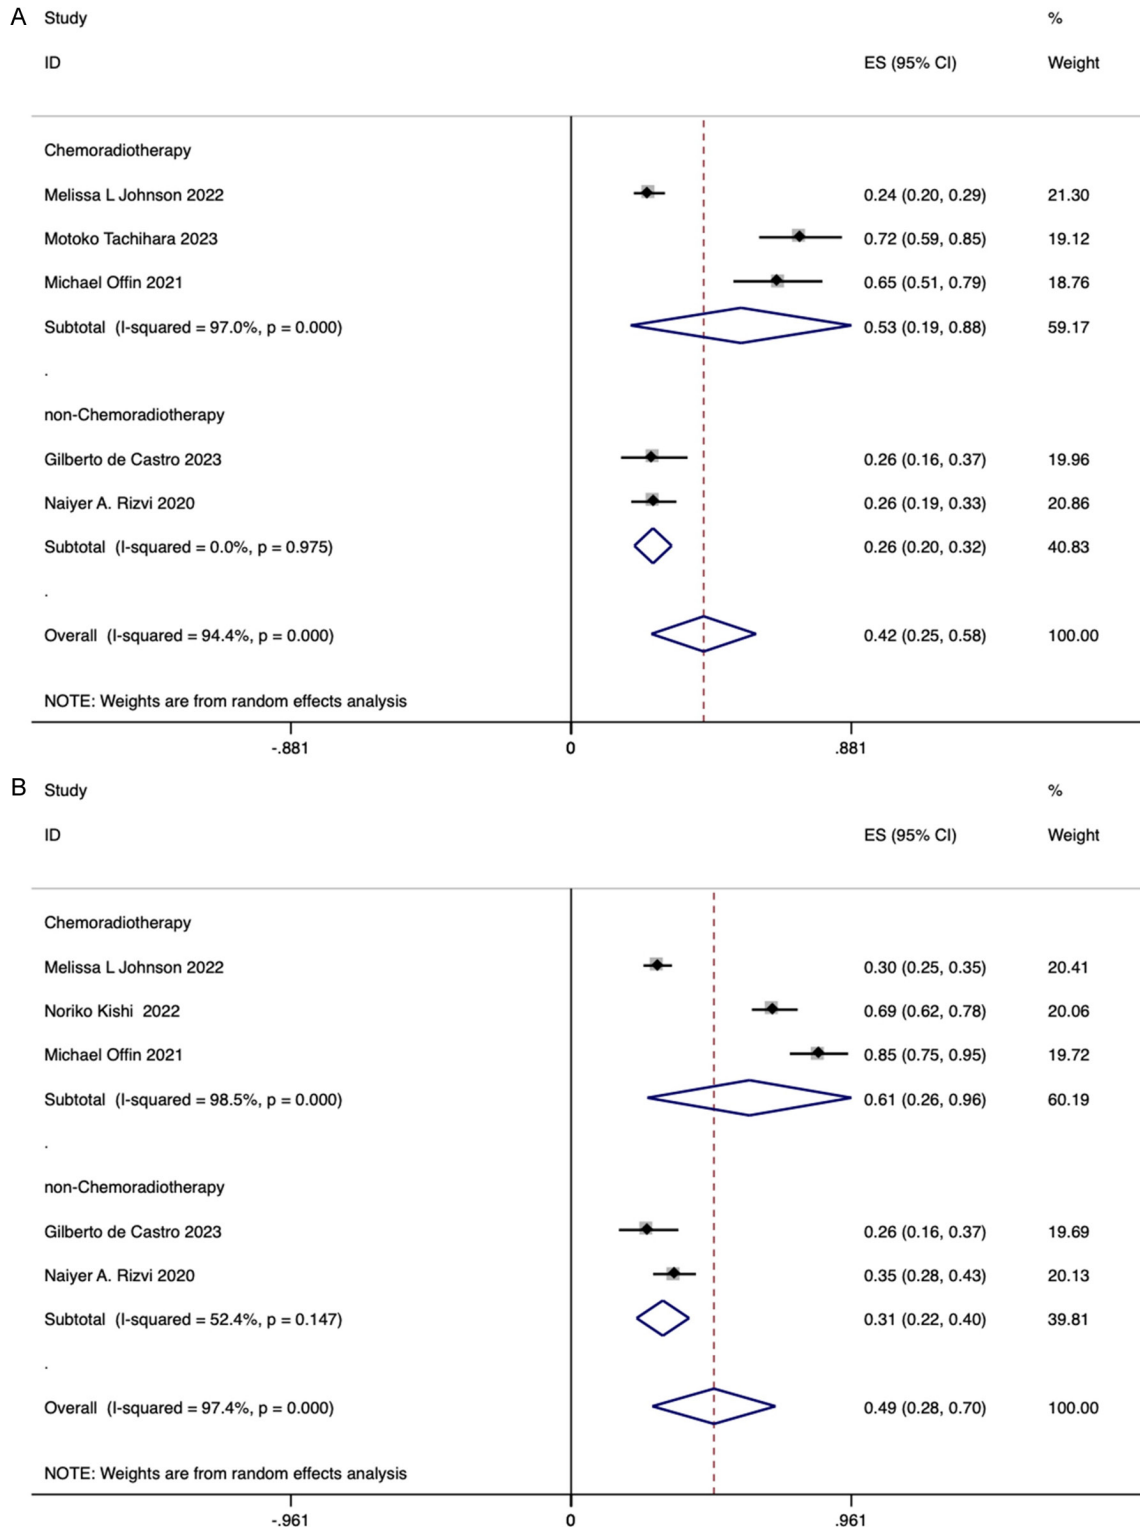 A Study %
ID ES (95% CI) Weight
Chemoradiotherapy
Melissa L Johnson 2022 0.24 (0.20, 0.29) 21.30
Motoko Tachihara 2023 0.72 (0.59, 0.85) 19.12
Michael Offin 2021 0.65 (0.51, 0.79) 18.76
Subtotal (I-squared = 97.0%, p = 0.000) 0.53 (0.19, 0.88) 59.17
.
non-Chemoradiotherapy
Gilberto de Castro 2023 0.26 (0.16, 0.37) 19.96
Naiyer A. Rizvi 2020 0.26 (0.19, 0.33) 20.86
Subtotal (I-squared = 0.0%, p = 0.975) 0.26 (0.20, 0.32) 40.83
.
Overall (I-squared = 94.4%, p = 0.000) 0.42 (0.25, 0.58) 100.00
NOTE: Weights are from random effects analysis
-.881 0 .881
B Study %
ID ES (95% CI) Weight
Chemoradiotherapy
Melissa L Johnson 2022 0.30 (0.25, 0.35) 20.41
Noriko Kishi 2022 0.69 (0.62, 0.78) 20.06
Michael Offin 2021 0.85 (0.75, 0.95) 19.72
Subtotal (I-squared = 98.5%, p = 0.000) 0.61 (0.26, 0.96) 60.19
.
non-Chemoradiotherapy
Gilberto de Castro 2023 0.26 (0.16, 0.37) 19.69
Naiyer A. Rizvi 2020 0.35 (0.28, 0.43) 20.13
Subtotal (I-squared = 52.4%, p = 0.147) 0.31 (0.22, 0.40) 39.81
.
Overall (I-squared = 97.4%, p = 0.000) 0.49 (0.28, 0.70) 100.00
NOTE: Weights are from random effects analysis
-.961 0 .961